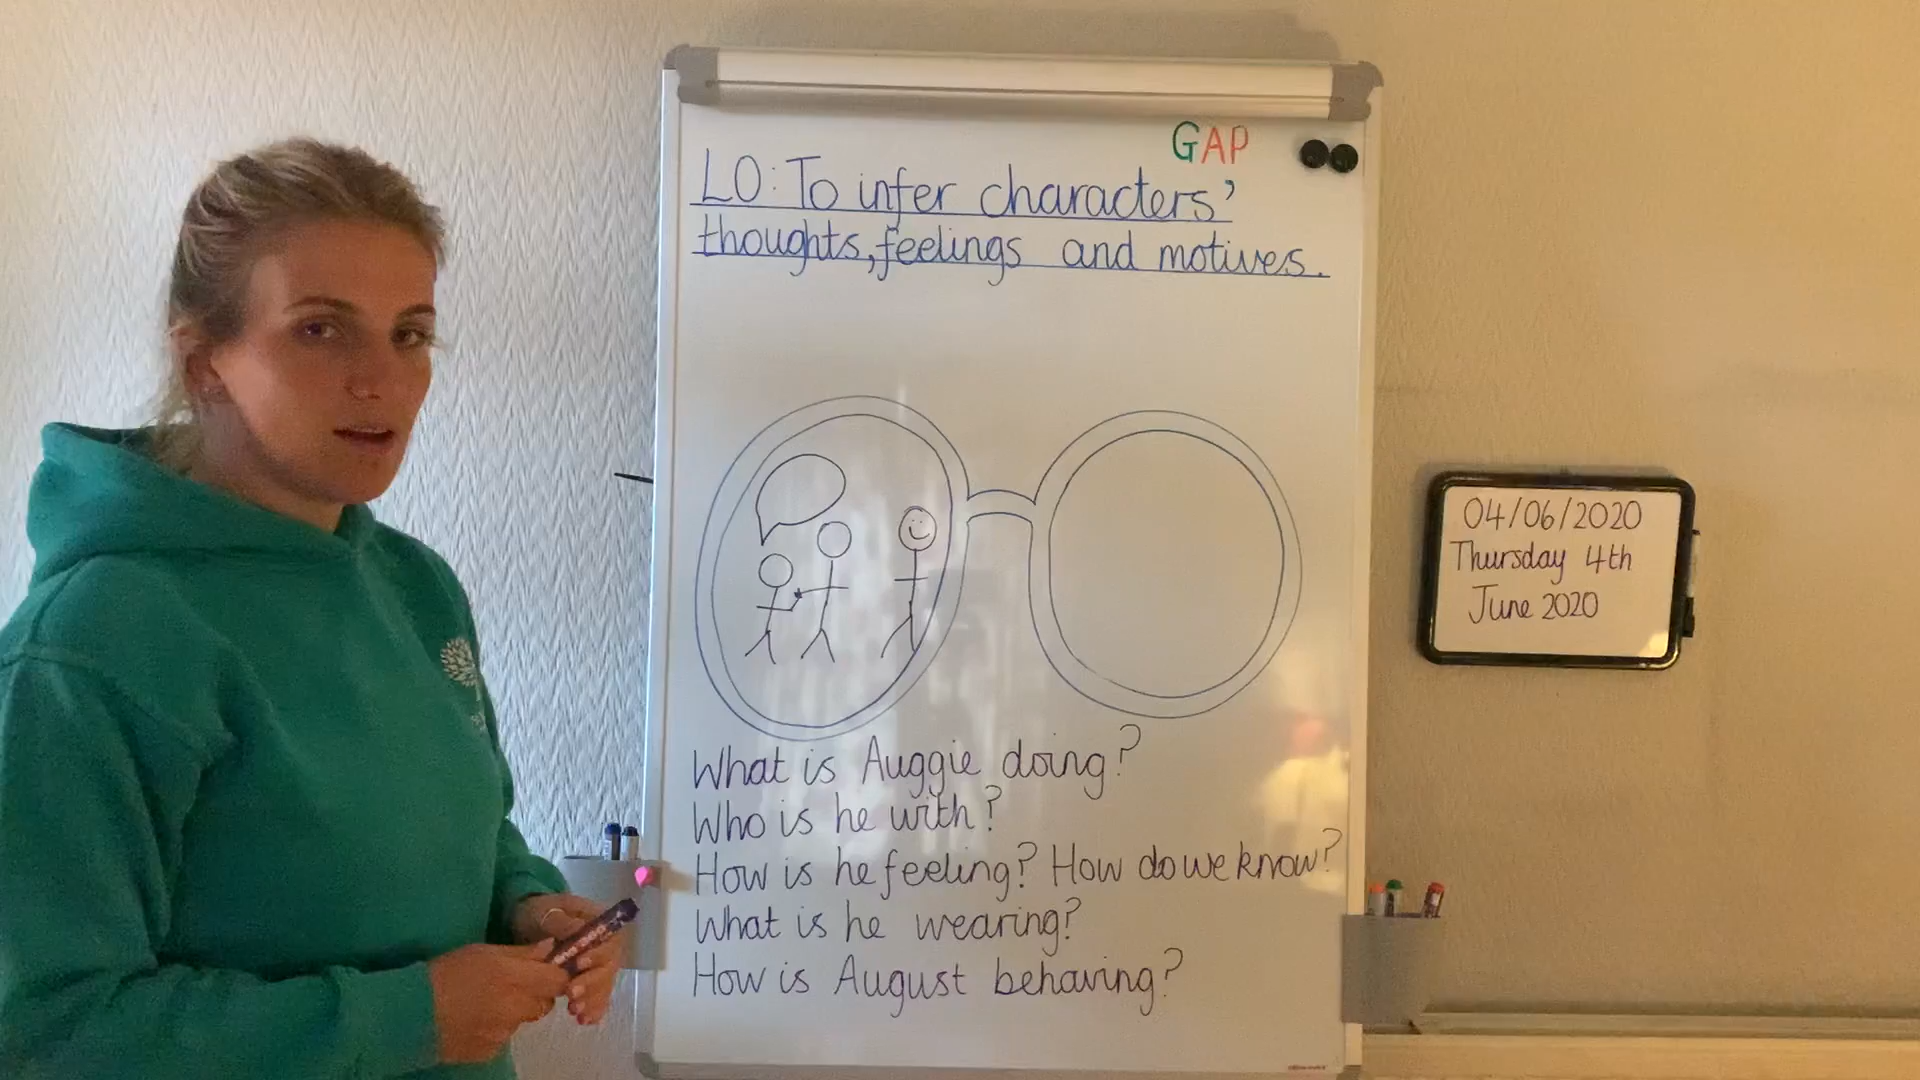 GAP
LO: To infer characters'
thoughts, feelings and motives.
What is Auggie doing?
Who is he with?
How is he feeling? How do we know?
What is he wearing?
How is August behaving?
04/06/2020
Thursday 4th
June 2020